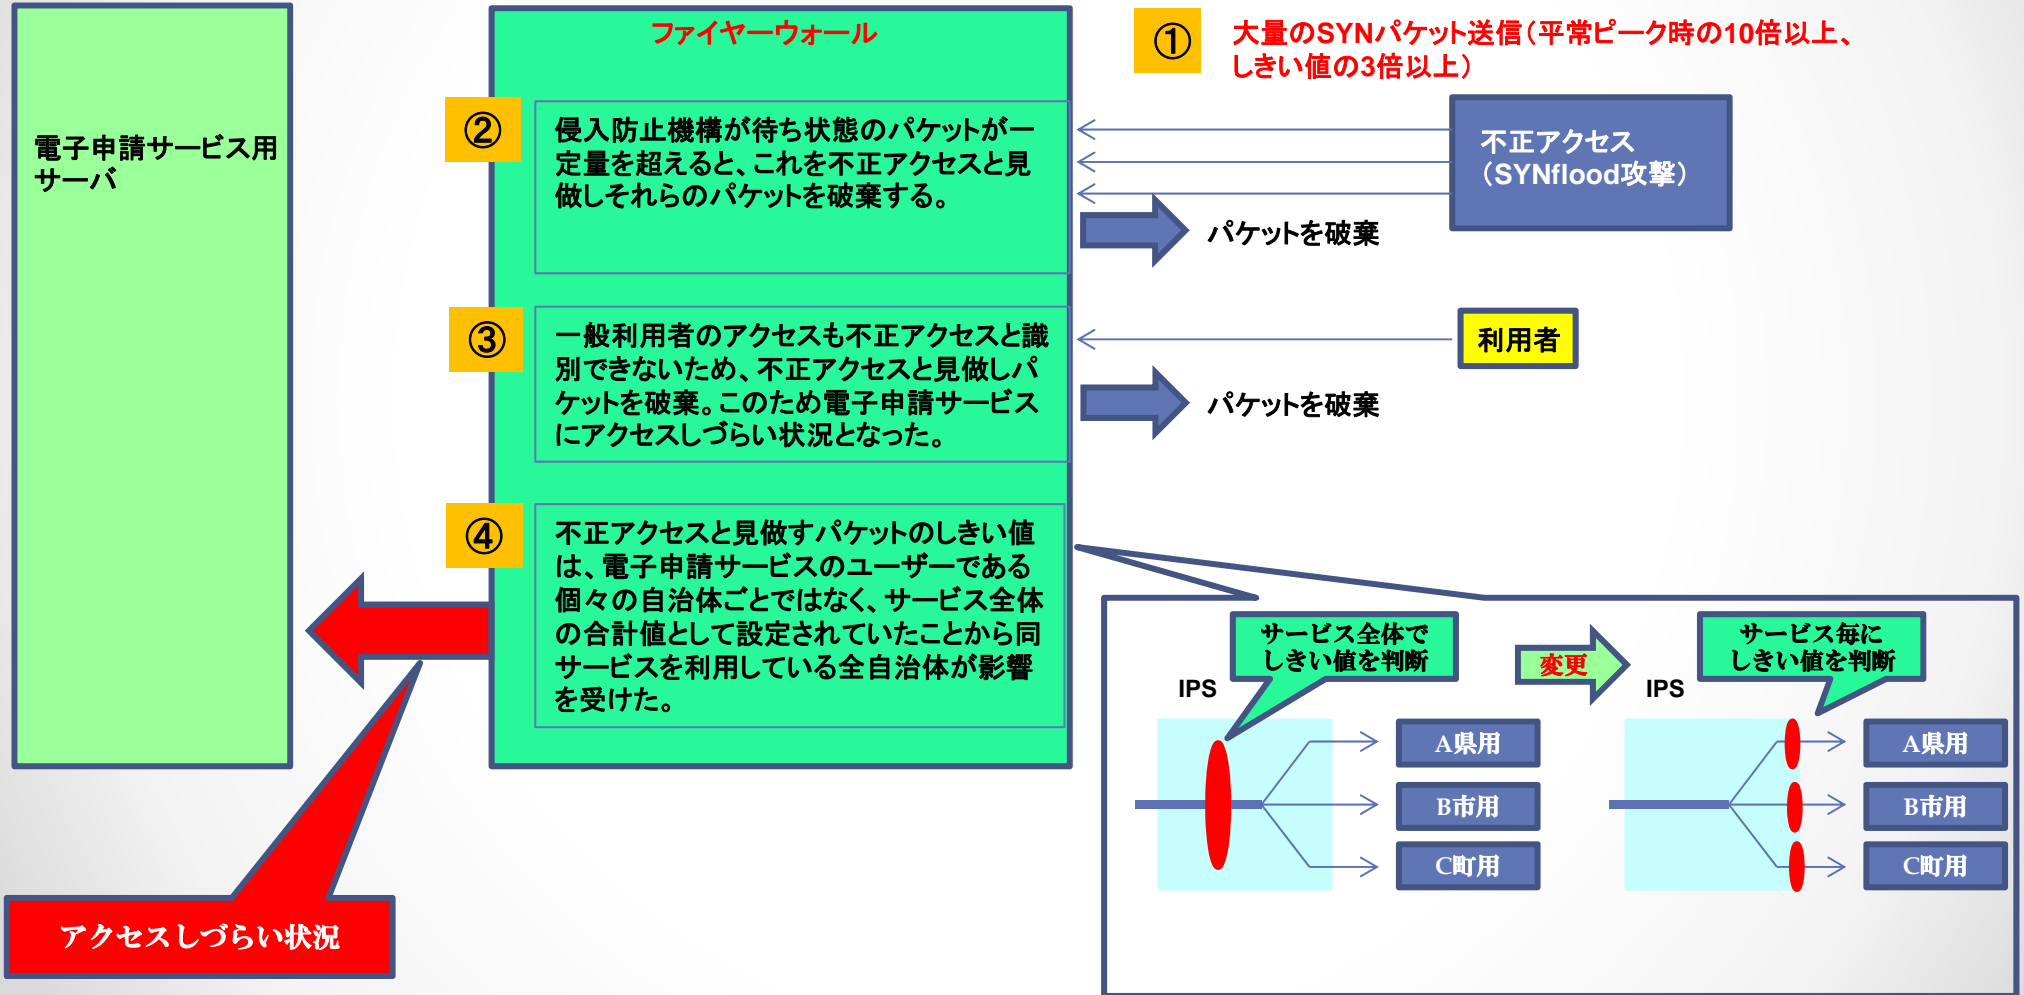 電子申請サービス用
サーバ
ファイヤーウォール
①
大量のSYNパケット送信（平常ピーク時の10倍以上、
しきい値の3倍以上）
②
侵入防止機構が待ち状態のパケットが一
定量を超えると、これを不正アクセスと見
做しそれらのパケットを破棄する。
不正アクセス
（SYNflood攻撃）
パケットを破棄
③
一般利用者のアクセスも不正アクセスと識
別できないため、不正アクセスと見做しパ
ケットを破棄。このため電子申請サービス
にアクセスしづらい状況となった。
利用者
パケットを破棄
④
不正アクセスと見做すパケットのしきい値
は、電子申請サービスのユーザーである
個々の自治体ごとではなく、サービス全体
の合計値として設定されていたことから同
サービスを利用している全自治体が影響
を受けた。
アクセスしづらい状況
サービス全体で
しきい値を判断
IPS
A県用
B市用
C町用
変更
サービス毎に
しきい値を判断
IPS
A県用
B市用
C町用